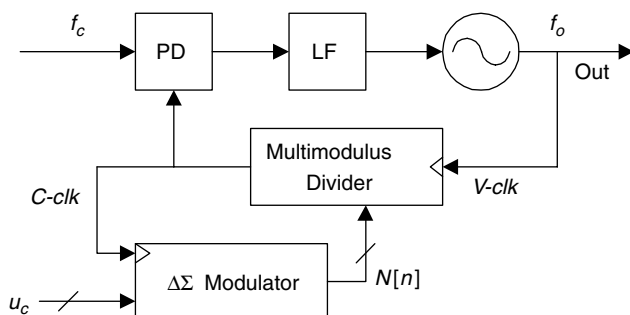 f_c
PD
LF
f_o
Out
Multimodulus
Divider
C-clk
V-clk
ΔΣ Modulator
N[n]
u_c